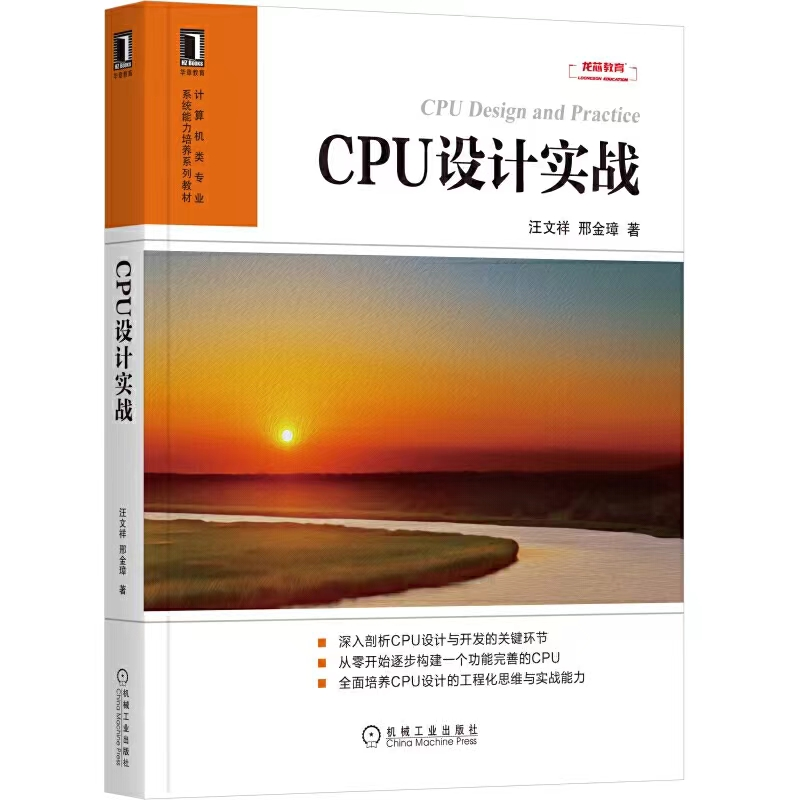 HZ Books
华章教育
HZ Books
华章教育
计算机类专业
系统能力培养系列教材
龙芯教育
LOONGSON EDUCATION
CPU Design and Practice
CPU设计实战
汪文祥 邢金璋 著
CPU设计实战
汪文祥 邢金璋 著
机械工业出版社
深入剖析CPU设计与开发的关键环节
从零开始逐步构建一个功能完善的CPU
全面培养CPU设计的工程化思维与实战能力
机械工业出版社
China Machine Press